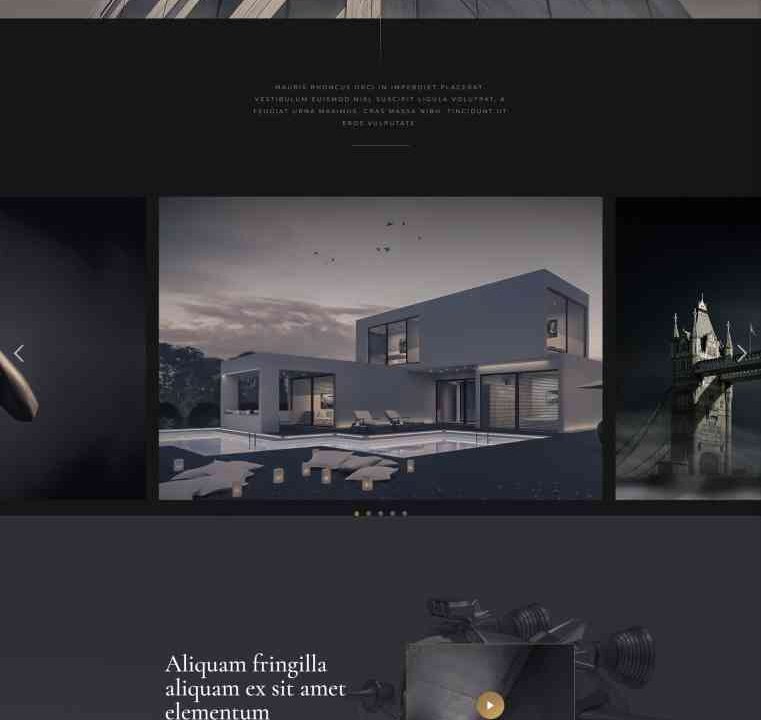 MAURIS RHONCUS ORCI IN IMPERDIET PLACERAT
VESTIBULUM EUISMOD NISL SUSCIPIT LIGULA VOLUTPAT, A
FEUGIAT URNA MAXIMUS. CRAS MASSA NIBH, TINCIDUNT UT
EROS VULPUTATE
Aliquam fringilla
aliquam ex sit amet
elementum